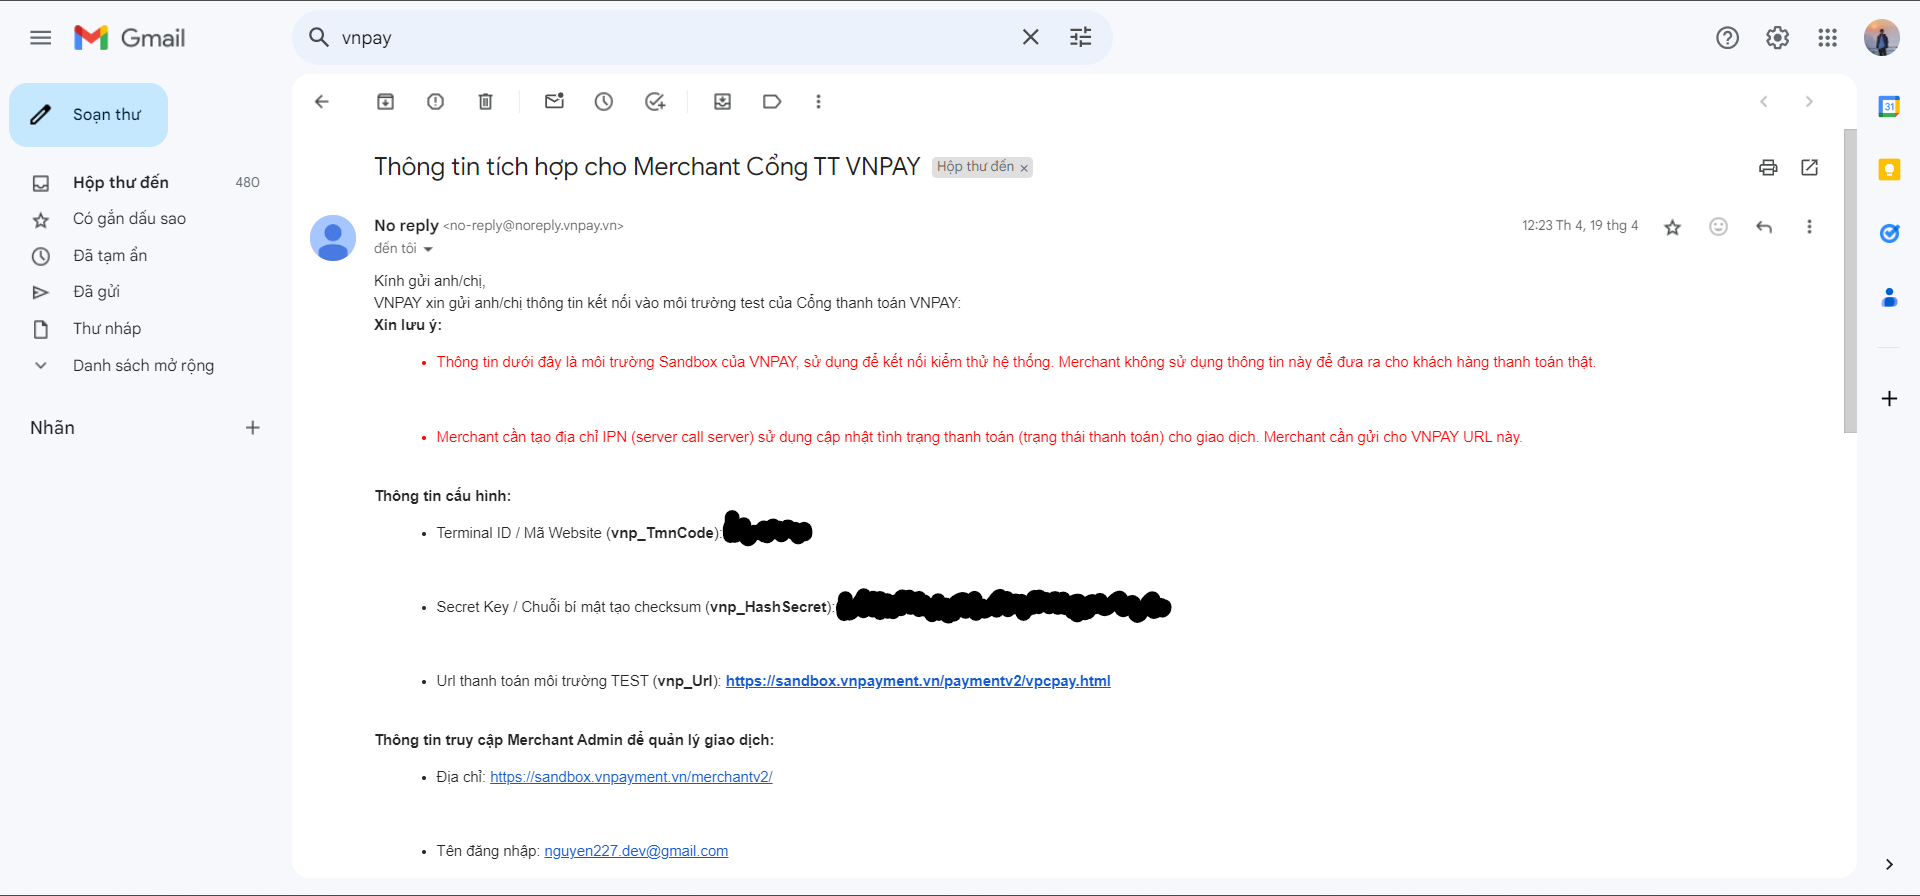 Gmail
vnpay
Soạn thư
Hộp thư đến 480
Có gắn dấu sao
Đã tạm ẩn
Đã gửi
Thư nháp
Danh sách mở rộng
Nhãn
Thông tin tích hợp cho Merchant Cổng TT VNPAY Hộp thư đến ×
No reply <no-reply@noreply.vnpay.vn> 12:23 Th 4, 19 thg 4
đến tôi
Kính gửi anh/chị,
VNPAY xin gửi anh/chị thông tin kết nối vào môi trường test của Cổng thanh toán VNPAY:
Xin lưu ý:
• Thông tin dưới đây là môi trường Sandbox của VNPAY, sử dụng để kết nối kiểm thử hệ thống. Merchant không sử dụng thông tin này để đưa ra cho khách hàng thanh toán thật.
• Merchant cần tạo địa chỉ IPN (server call server) sử dụng cập nhật tình trạng thanh toán (trạng thái thanh toán) cho giao dịch. Merchant cần gửi cho VNPAY URL này.
Thông tin cấu hình:
• Terminal ID / Mã Website (vnp_TmnCode):
• Secret Key / Chuỗi bí mật tạo checksum (vnp_HashSecret):
• Url thanh toán môi trường TEST (vnp_Url): https://sandbox.vnpayment.vn/paymentv2/vpcpay.html
Thông tin truy cập Merchant Admin để quản lý giao dịch:
• Địa chỉ: https://sandbox.vnpayment.vn/merchantv2/
• Tên đăng nhập: nguyen227.dev@gmail.com
31